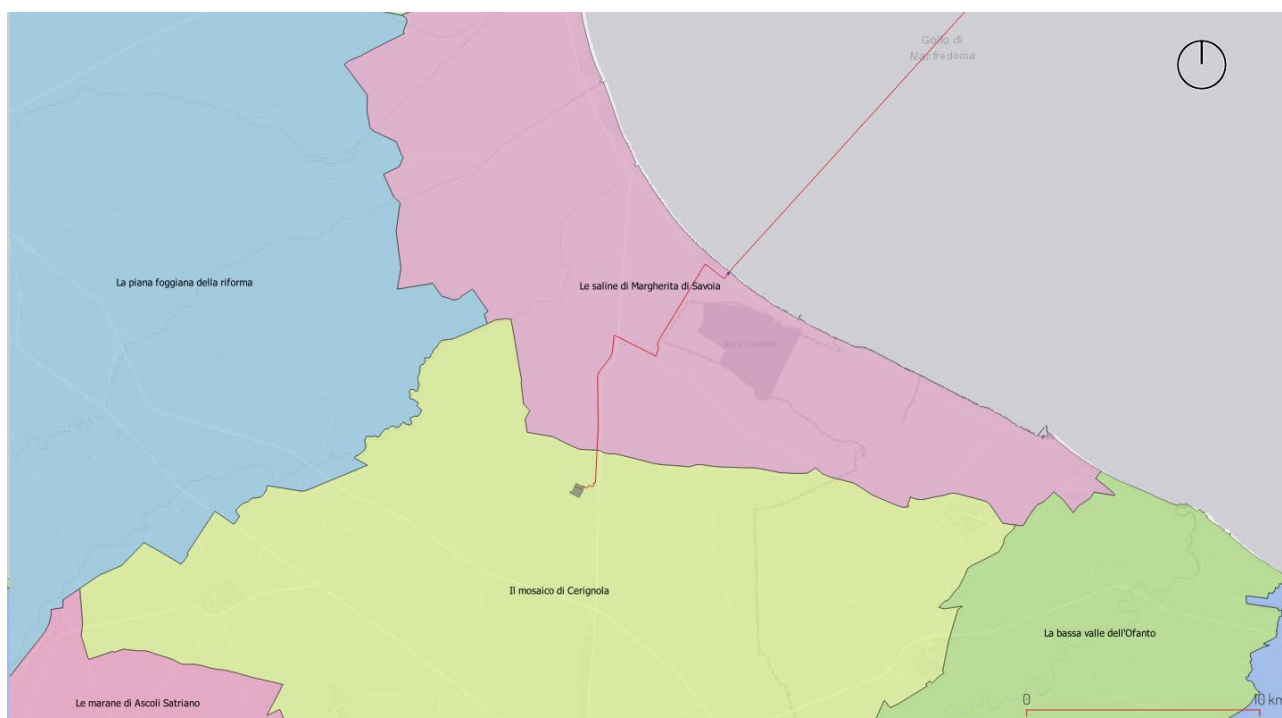 Golfo di
Manfredonia
La piana foggiana della riforma
Le saline di Margherita di Savoia
Il mosaico di Cerignola
La bassa valle dell'Ofanto
Le marane di Ascoli Satriano
0
10 km